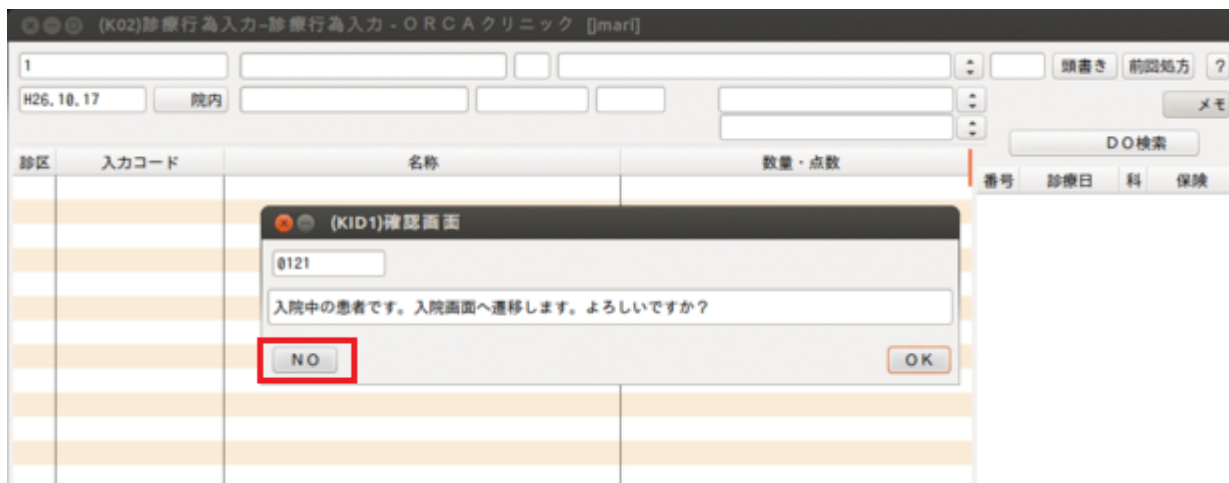 (K02)診療行為入力-診療行為入力 - ＯＲＣＡクリニック [jmari]
1 頭書き 前回処方 ?
H26.10.17 院内 メモ
ＤＯ検索
診区 入力コード 名称 数量・点数
番号 診療日 科 保険
(KID1)確認画面
0121
入院中の患者です。入院画面へ遷移します。よろしいですか？
ＮＯ ＯＫ